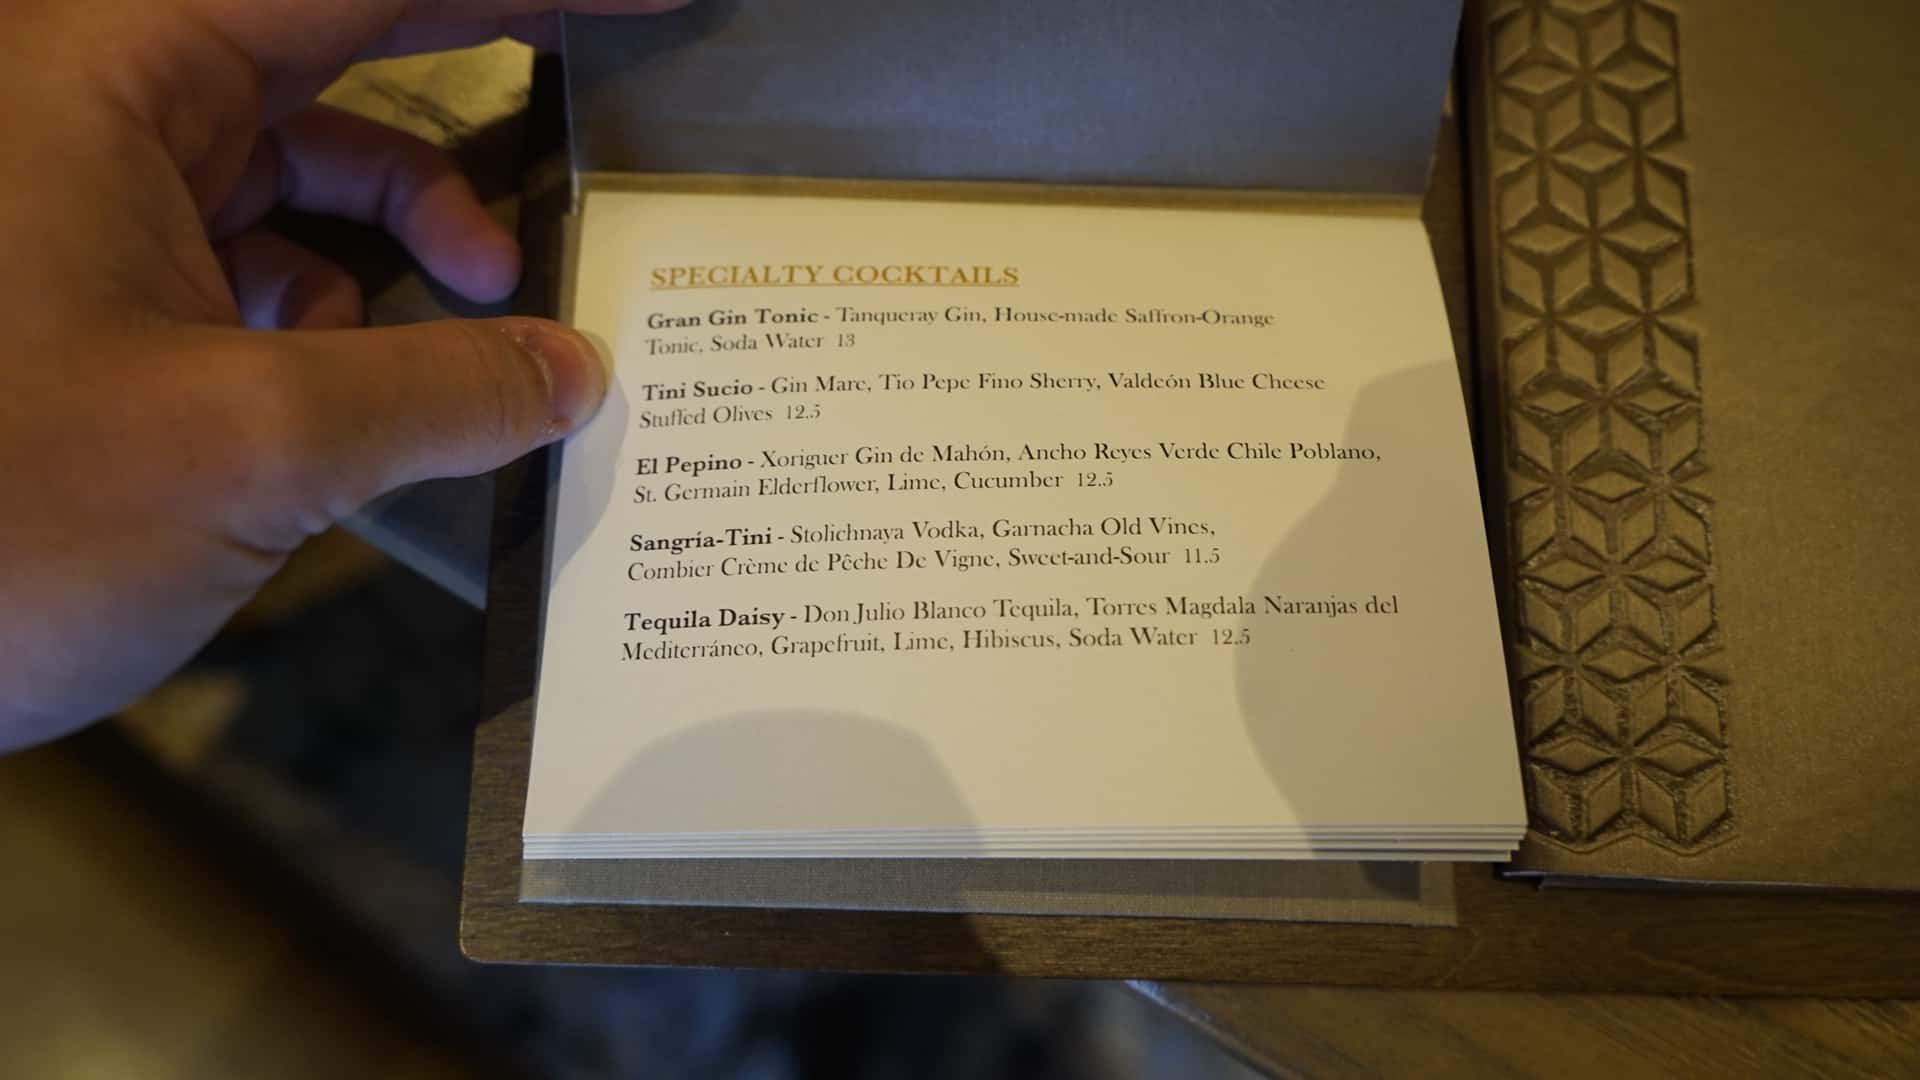 SPECIALTY COCKTAILS
Gran Gin Tonic - Tanqueray Gin, House-made Saffron-Orange
Tonic, Soda Water 13
Tini Sucio - Gin Mare, Tio Pepe Fino Sherry, Valdeón Blue Cheese
Stuffed Olives 12.5
El Pepino - Xoriguer Gin de Mahón, Ancho Reyes Verde Chile Poblano,
St. Germain Elderflower, Lime, Cucumber 12.5
Sangría-Tini - Stolichnaya Vodka, Garnacha Old Vines,
Combier Crème de Pêche De Vigne, Sweet-and-Sour 11.5
Tequila Daisy - Don Julio Blanco Tequila, Torres Magdala Naranjas del
Mediterráneo, Grapefruit, Lime, Hibiscus, Soda Water 12.5